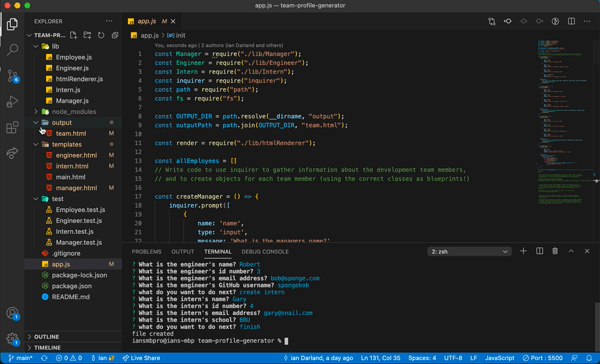 app.js — team-profile-generator
EXPLORER
TEAM-PR...
lib
Employee.js
Engineer.js
htmlRenderer.js
Intern.js
Manager.js
node_modules
output
team.html M
templates
engineer.html M
intern.html M
main.html
manager.html M
test
Employee.test.js
Engineer.test.js
Intern.test.js
Manager.test.js
.gitignore
app.js M
package-lock.json
package.json
README.md
OUTLINE
TIMELINE
app.js M
app.js > init
You, seconds ago | 2 authors (Ian Darland and others)
1 const Manager = require("./lib/Manager");
2 const Engineer = require("./lib/Engineer");
3 const Intern = require("./lib/Intern");
4 const inquirer = require("inquirer");
5 const path = require("path");
6 const fs = require("fs");
7
8 const OUTPUT_DIR = path.resolve(__dirname, "output");
9 const outputPath = path.join(OUTPUT_DIR, "team.html");
10
11 const render = require("./lib/htmlRenderer");
12
13 const allEmployees = []
14 // Write code to use inquirer to gather information about the development team members,
15 // and to create objects for each team member (using the correct classes as blueprints!)
16
17 const createManager = () => {
18 inquirer.prompt([
19 {
20 name: 'name',
21 type: 'input',
22 message: 'What is the managers name?'
PROBLEMS OUTPUT TERMINAL DEBUG CONSOLE
2: zsh
? What is the engineer's name? Robert
? What is the engineer's id number? 3
? What is the engineer's email address? bob@sponge.com
? What is the engineer's GitHub username? spongebob
? what do you want to do next? create intern
? What is the intern's name? Gary
? What is the intern's id number? 4
? What is the intern's email address? gary@snail.com
? What is the intern's school? BBU
? what do you want to do next? finish
file created
iansmbpro@ians-mbp team-profile-generator %
main* 0 0 Ian Live Share Ian Darland, a day ago Ln 131, Col 35 Spaces: 4 UTF-8 LF JavaScript Port : 5500